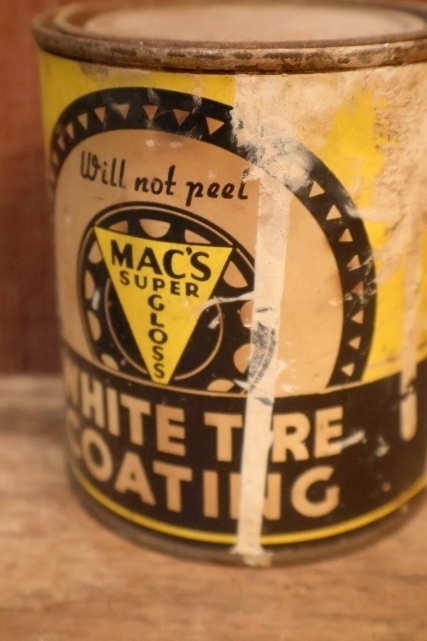 Will not peel
MAC'S
SUPER
GLOSS
WHITE TIRE
COATING